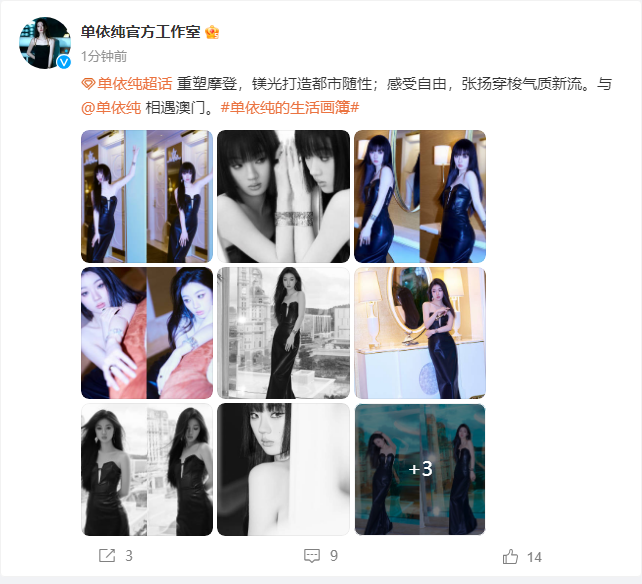 单依纯官方工作室
1分钟前
单依纯超话 重塑摩登，镁光打造都市随性；感受自由，张扬穿梭气质新流。与
@单依纯 相遇澳门。#单依纯的生活画簿#
+3
3 9 14